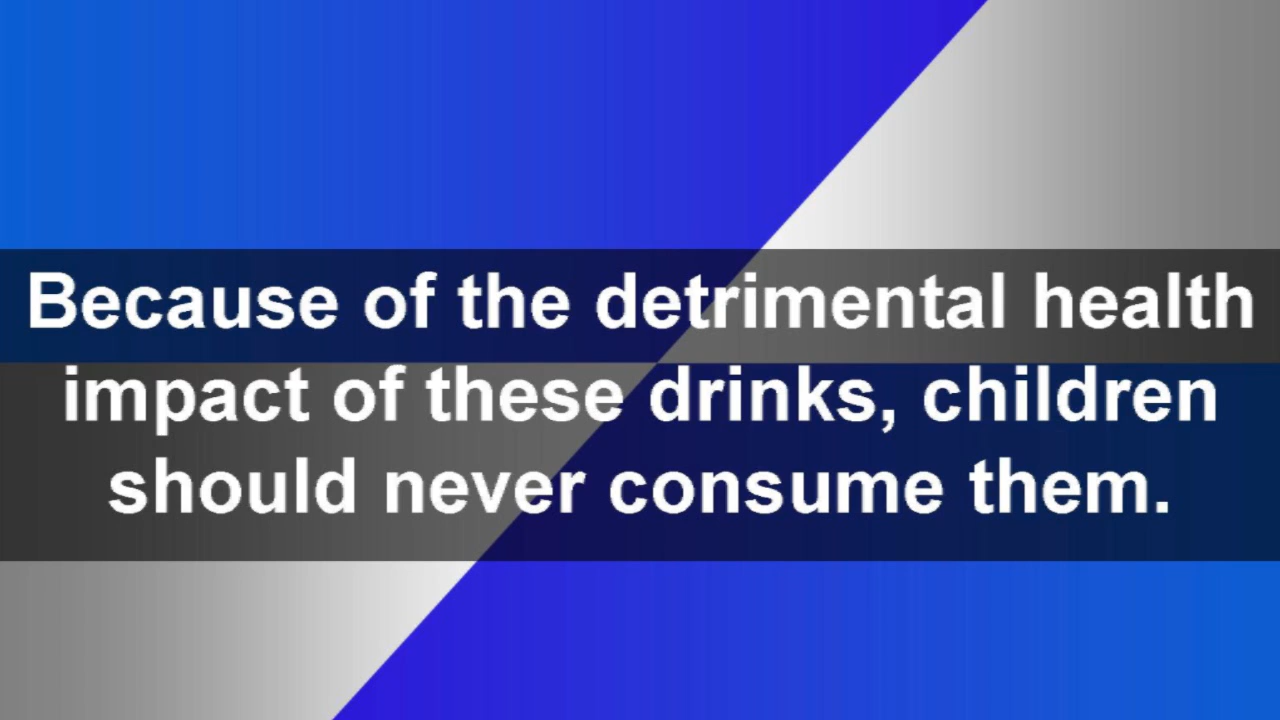 Because of the detrimental health
impact of these drinks, children
should never consume them.